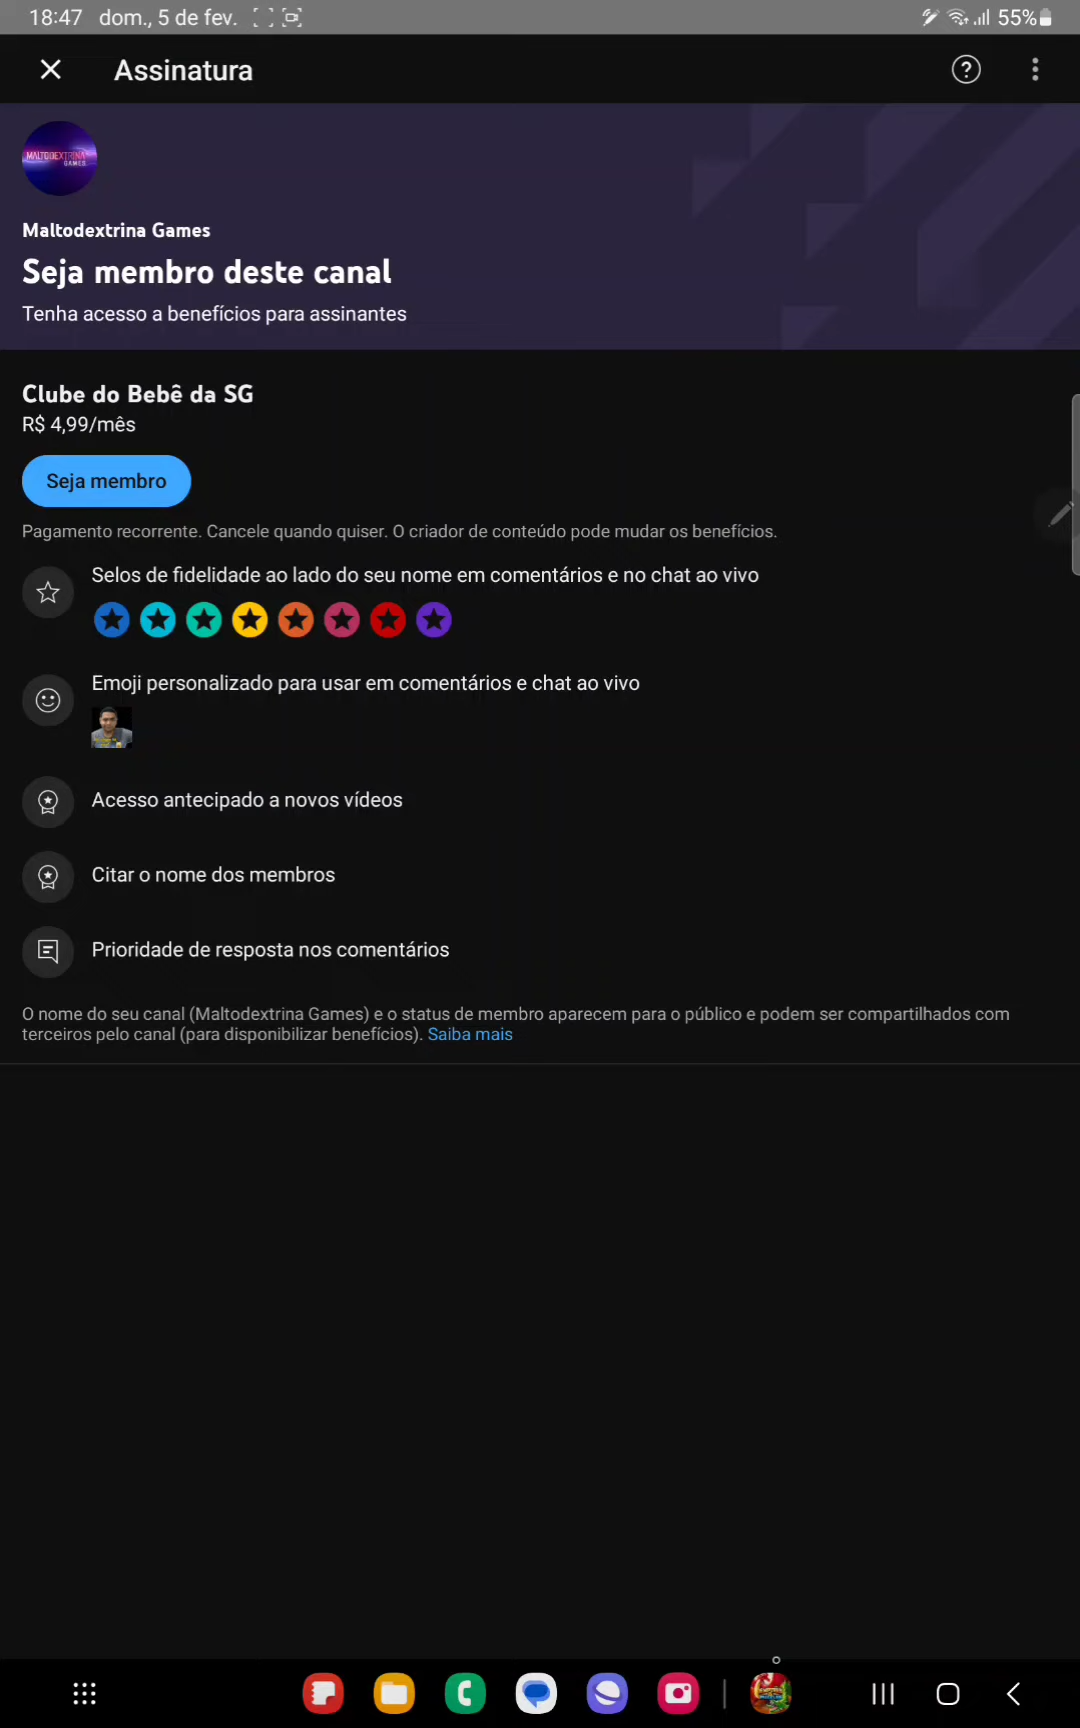 18:47 dom., 5 de fev. 55%
Assinatura
MALTODEXTRINA
GAMES
Maltodextrina Games
Seja membro deste canal
Tenha acesso a benefícios para assinantes
Clube do Bebê da SG
R$ 4,99/mês
Seja membro
Pagamento recorrente. Cancele quando quiser. O criador de conteúdo pode mudar os benefícios.
Selos de fidelidade ao lado do seu nome em comentários e no chat ao vivo
Emoji personalizado para usar em comentários e chat ao vivo
Acesso antecipado a novos vídeos
Citar o nome dos membros
Prioridade de resposta nos comentários
O nome do seu canal (Maltodextrina Games) e o status de membro aparecem para o público e podem ser compartilhados com
terceiros pelo canal (para disponibilizar benefícios). Saiba mais